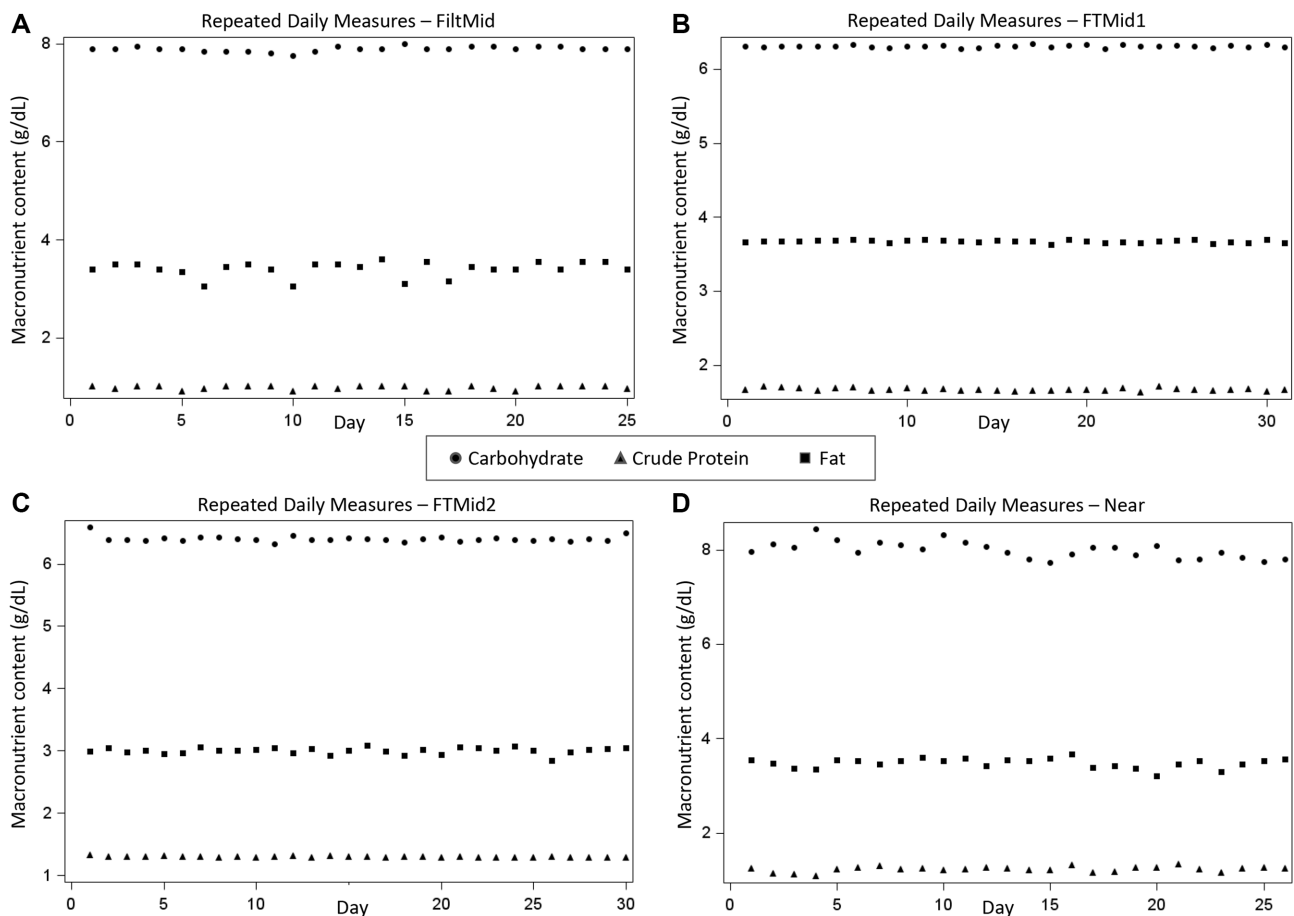 A
Repeated Daily Measures – FiltMid
Macronutrient content (g/dL)
8
6
4
2
0 5 10 15 20 25
Day
B
Repeated Daily Measures – FTMid1
Macronutrient content (g/dL)
6
5
4
3
2
0 10 20 30
Day
Carbohydrate Crude Protein Fat
C
Repeated Daily Measures – FTMid2
Macronutrient content (g/dL)
6
5
4
3
2
1
0 5 10 15 20 25 30
Day
D
Repeated Daily Measures – Near
Macronutrient content (g/dL)
8
6
4
2
0 5 10 15 20 25
Day